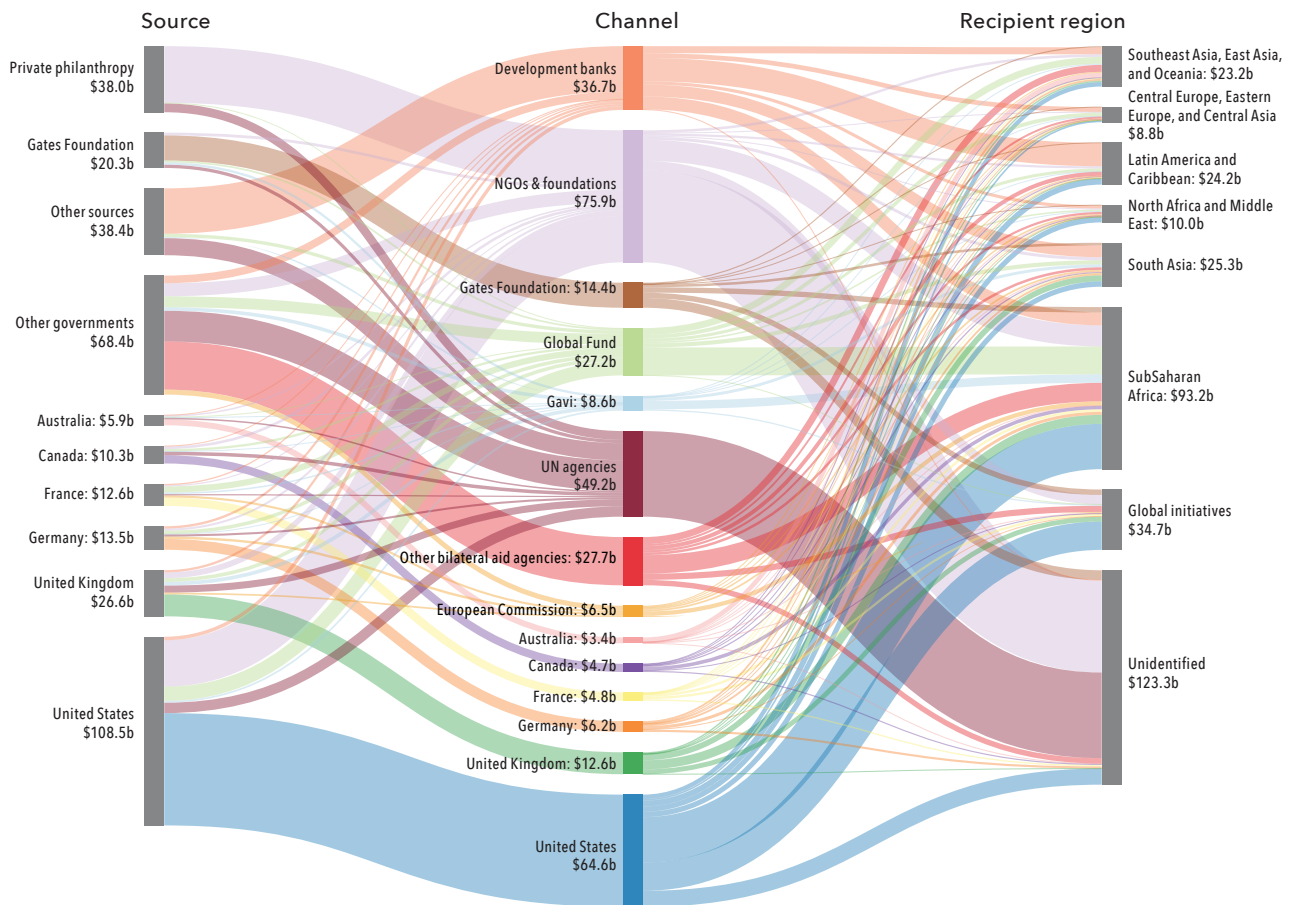 Source
Channel
Recipient region
Private philanthropy
$38.0b
Gates Foundation
$20.3b
Other sources
$38.4b
Other governments
$68.4b
Australia: $5.9b
Canada: $10.3b
France: $12.6b
Germany: $13.5b
United Kingdom
$26.6b
United States
$108.5b
Development banks
$36.7b
NGOs & foundations
$75.9b
Gates Foundation: $14.4b
Global Fund
$27.2b
Gavi: $8.6b
UN agencies
$49.2b
Other bilateral aid agencies: $27.7b
European Commission: $6.5b
Australia: $3.4b
Canada: $4.7b
France: $4.8b
Germany: $6.2b
United Kingdom: $12.6b
United States
$64.6b
Southeast Asia, East Asia,
and Oceania: $23.2b
Central Europe, Eastern
Europe, and Central Asia
$8.8b
Latin America and
Caribbean: $24.2b
North Africa and Middle
East: $10.0b
South Asia: $25.3b
SubSaharan
Africa: $93.2b
Global initiatives
$34.7b
Unidentified
$123.3b